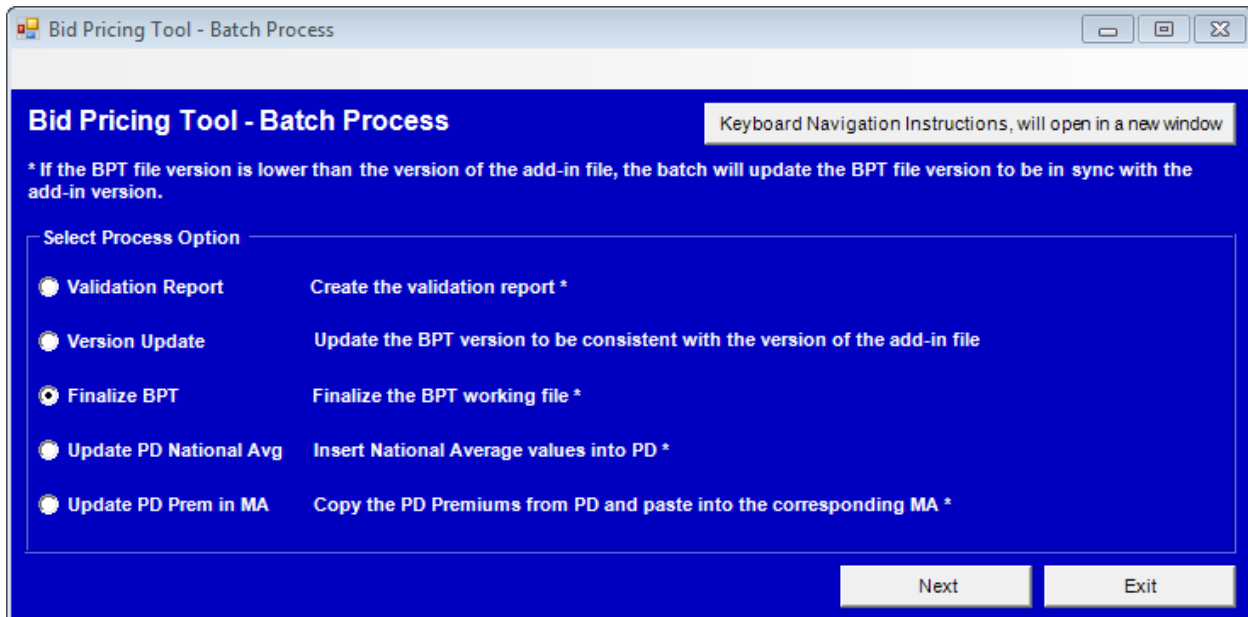 Bid Pricing Tool - Batch Process
Bid Pricing Tool - Batch Process
Keyboard Navigation Instructions, will open in a new window
* If the BPT file version is lower than the version of the add-in file, the batch will update the BPT file version to be in sync with the
add-in version.
Select Process Option
Validation Report Create the validation report *
Version Update Update the BPT version to be consistent with the version of the add-in file
Finalize BPT Finalize the BPT working file *
Update PD National Avg Insert National Average values into PD *
Update PD Prem in MA Copy the PD Premiums from PD and paste into the corresponding MA *
Next Exit